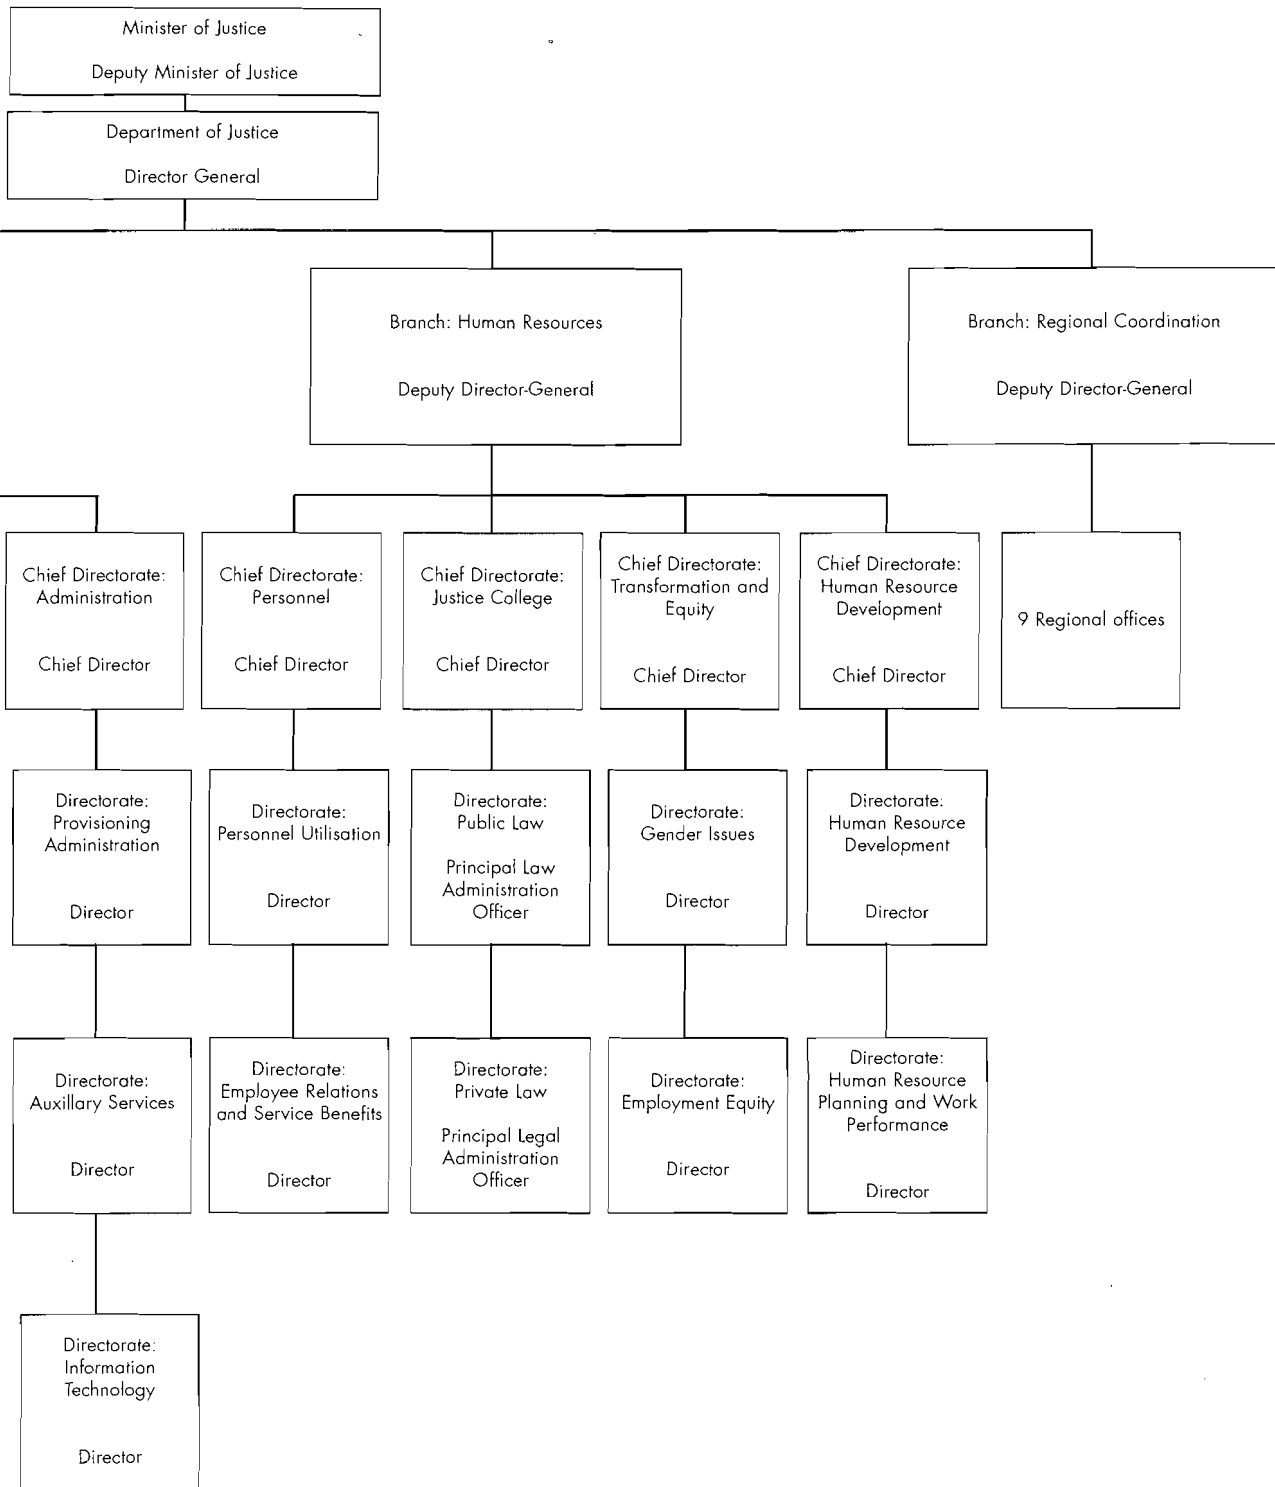 Minister of Justice
Deputy Minister of Justice
Department of Justice
Director General
Branch: Human Resources
Deputy Director-General
Branch: Regional Coordination
Deputy Director-General
Chief Directorate:
Administration
Chief Director
Chief Directorate:
Personnel
Chief Director
Chief Directorate:
Justice College
Chief Director
Chief Directorate:
Transformation and
Equity
Chief Director
Chief Directorate:
Human Resource
Development
Chief Director
9 Regional offices
Directorate:
Provisioning
Administration
Director
Directorate:
Personnel Utilisation
Director
Directorate:
Public Law
Principal Law
Administration
Officer
Directorate:
Gender Issues
Director
Directorate:
Human Resource
Development
Director
Directorate:
Auxillary Services
Director
Directorate:
Employee Relations
and Service Benefits
Director
Directorate:
Private Law
Principal Legal
Administration
Officer
Directorate:
Employment Equity
Director
Directorate:
Human Resource
Planning and Work
Performance
Director
Directorate:
Information
Technology
Director